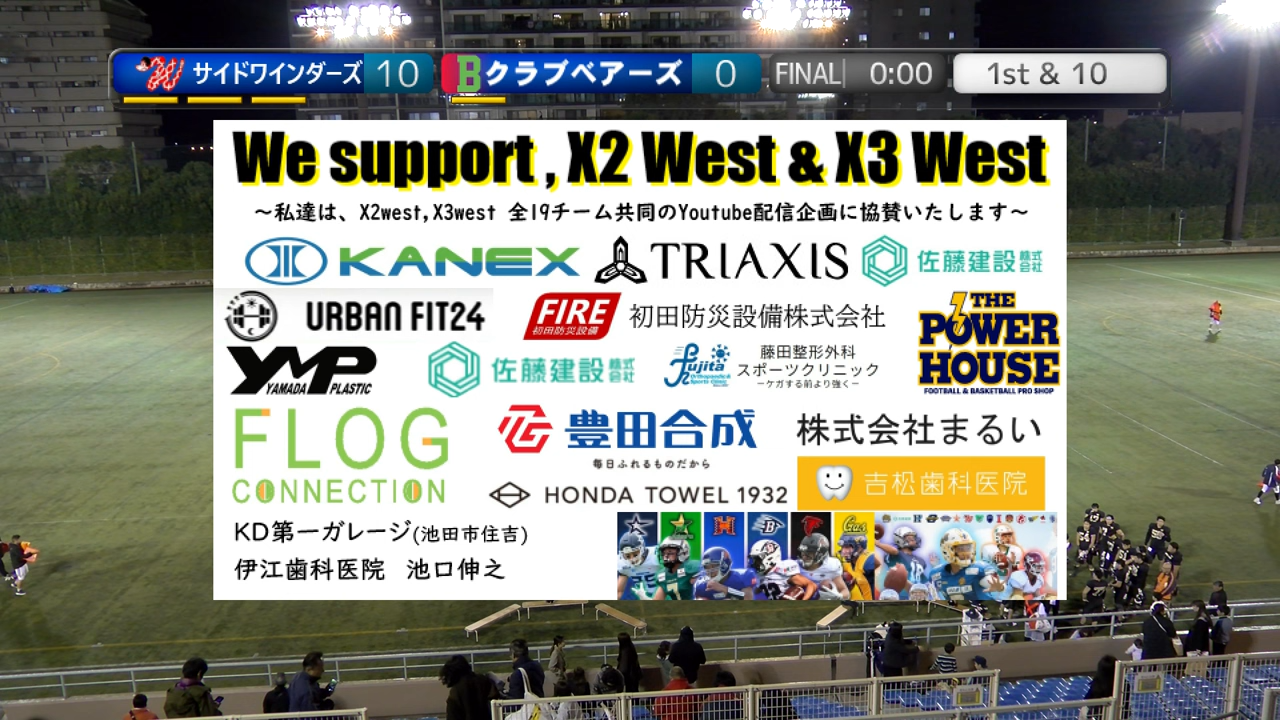 サイドワインダーズ 10 B クラブベアーズ 0 FINAL 0:00 1st & 10
We support , X2 West & X3 West
～私達は、X2west,X3west 全19チーム共同のYoutube配信企画に協賛いたします～
KANEX TRIAXIS 佐藤建設株式会社
URBAN FIT24 FIRE 初田防災設備 初田防災設備株式会社 THE POWER HOUSE
FOOTBALL & BASKETBALL PRO SHOP
YMP YAMADA PLASTIC 佐藤建設株式会社 Fujita Orthopaedic & Sports Clinic 藤田整形外科
スポーツクリニック
ーケガする前より強くー
FLOG CONNECTION 豊田合成 株式会社まるい
毎日ふれるものだから
HONDA TOWEL 1932 吉松歯科医院
KD第一ガレージ(池田市住吉)
伊江歯科医院 池口伸之